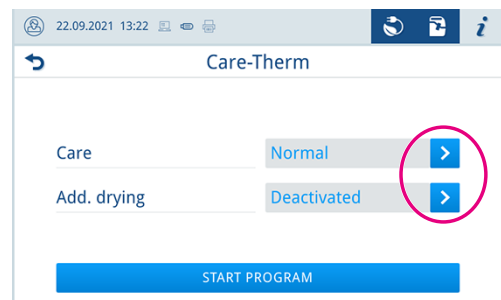 22.09.2021 13:22
i
Care-Therm
Care Normal
Add. drying Deactivated
START PROGRAM